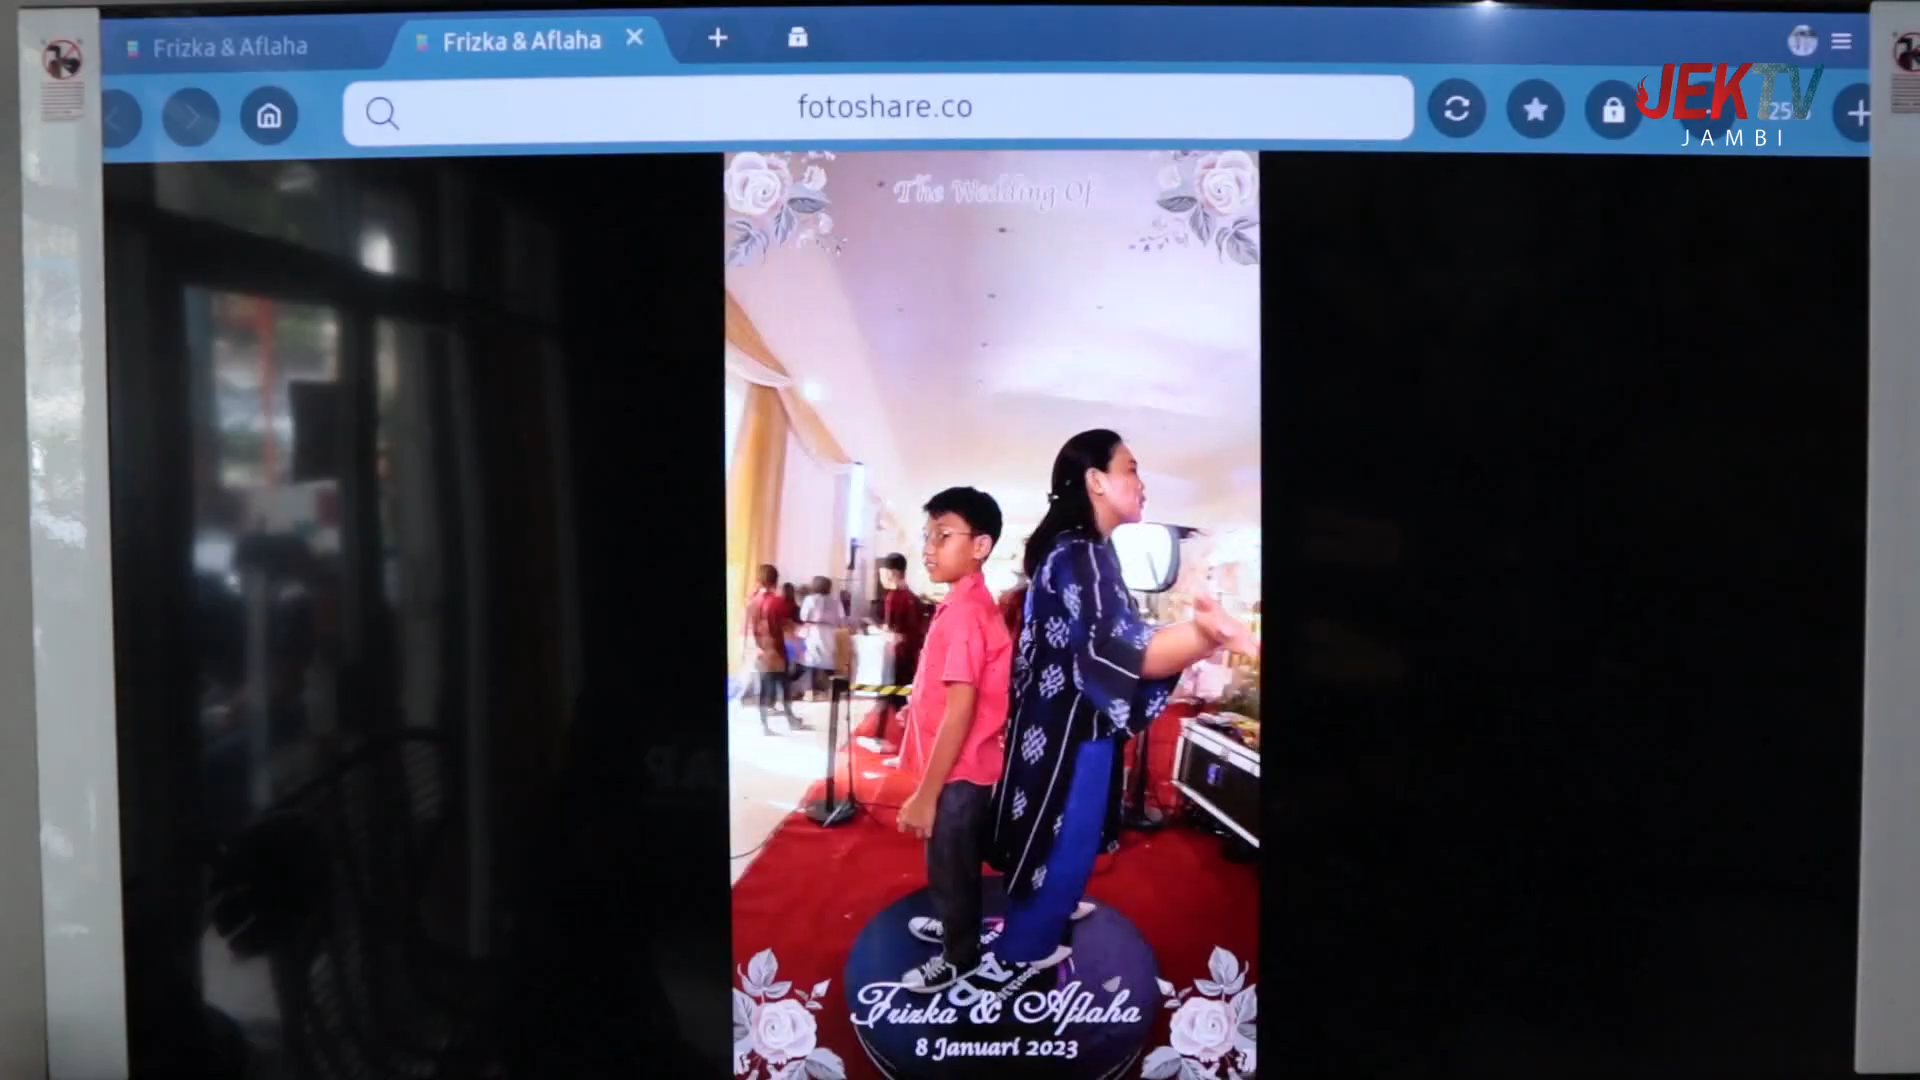 Frizka & Aflaha
Frizka & Aflaha
fotoshare.co
JEKTV
JAMBI
The Wedding Of
Frizka & Aflaha
8 Januari 2023